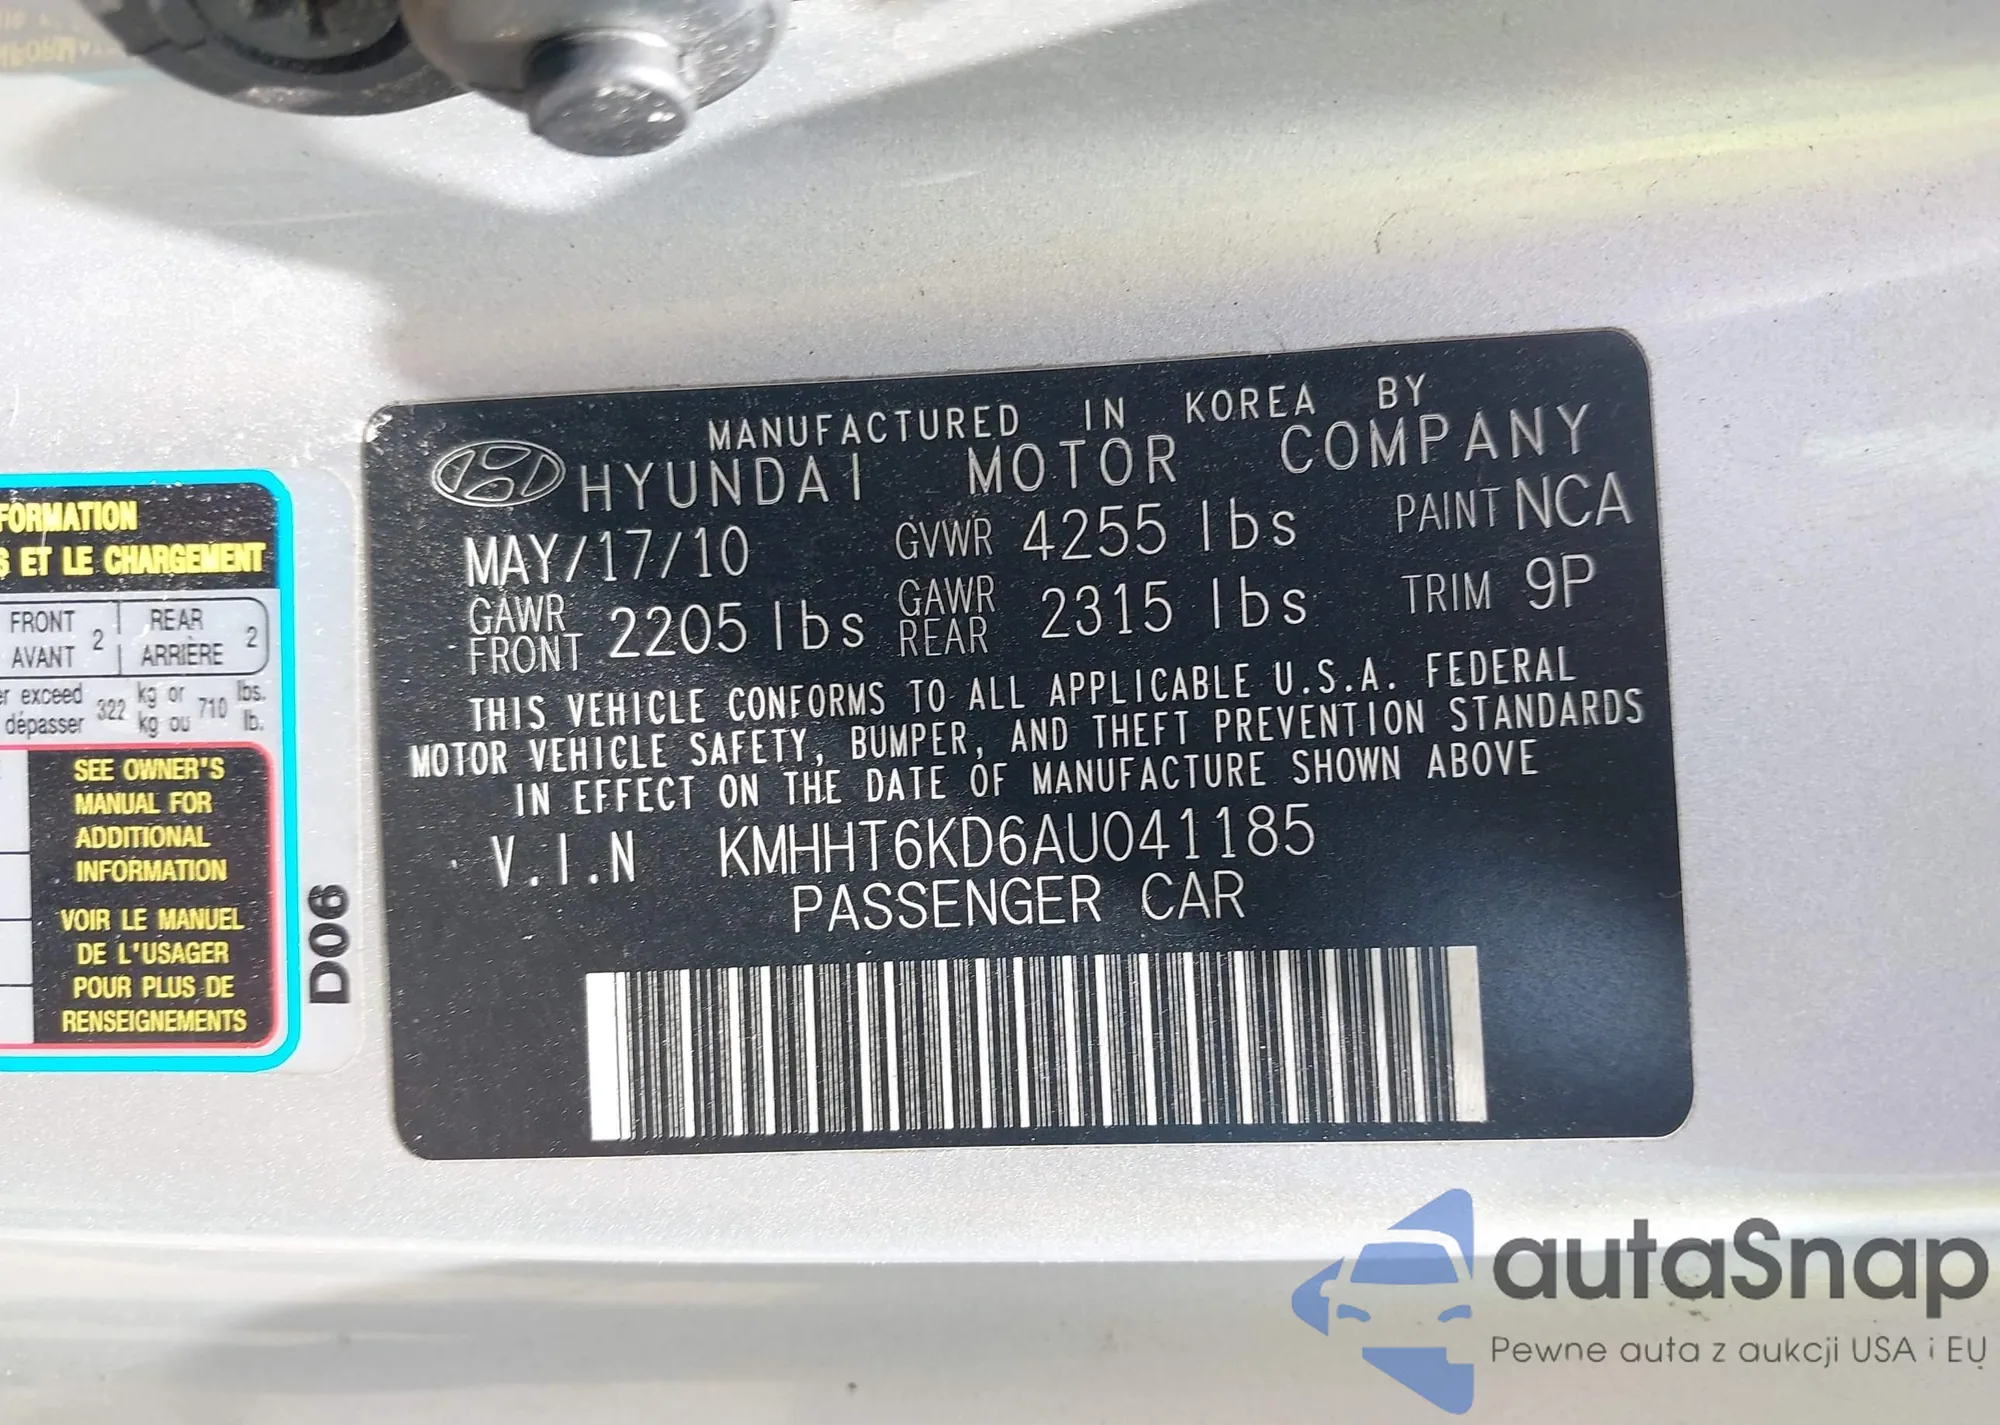 MANUFACTURED IN KOREA BY
HYUNDAI MOTOR COMPANY
MAY/17/10 GVWR 4255 lbs PAINT NCA
GAWR FRONT 2205 lbs GAWR REAR 2315 lbs TRIM 9P
THIS VEHICLE CONFORMS TO ALL APPLICABLE U.S.A. FEDERAL
MOTOR VEHICLE SAFETY, BUMPER, AND THEFT PREVENTION STANDARDS
IN EFFECT ON THE DATE OF MANUFACTURE SHOWN ABOVE
V.I.N KMHHT6KD6AU041185
PASSENGER CAR
FORMATION
S ET LE CHARGEMENT
FRONT 2 REAR 2
AVANT ARRIÈRE
er exceed 322 kg or 710 lbs.
dépasser kg ou lb.
SEE OWNER'S
MANUAL FOR
ADDITIONAL
INFORMATION
VOIR LE MANUEL
DE L'USAGER
POUR PLUS DE
RENSEIGNEMENTS
D06
autaSnap
Pewne auta z aukcji USA i EU